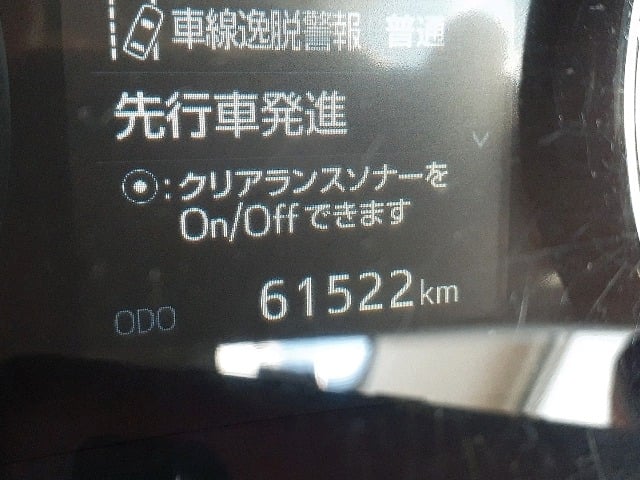 車線逸脱警報 普通
先行車発進
⦿:クリアランスソナーを
On/Offできます
ODO 61522km